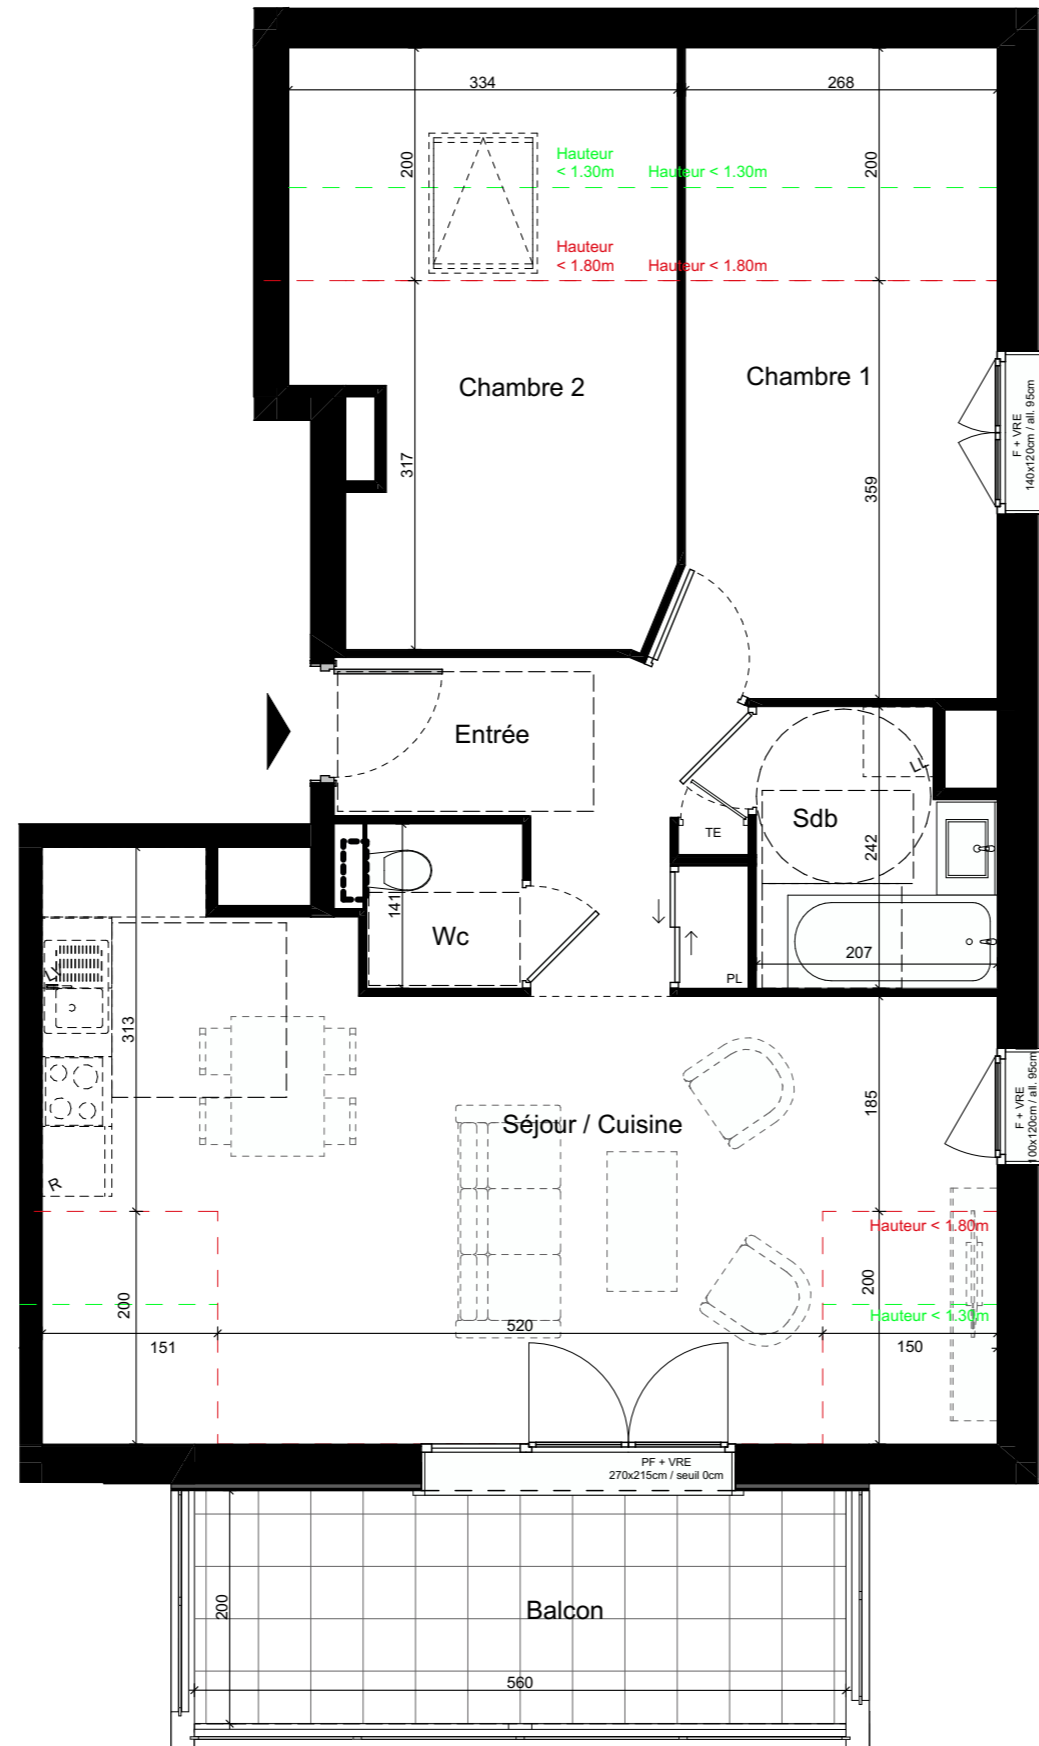 334
268
200
200
Hauteur
< 1.30m
Hauteur < 1.30m
Hauteur
< 1.80m
Hauteur < 1.80m
Chambre 2
Chambre 1
F + VRE
140x120cm / all. 95cm
317
359
Entrée
LL
Sdb
TE
242
141
Wc
207
PL
LV
313
185
F + VRE
100x120cm / all. 95cm
Séjour / Cuisine
R
Hauteur < 1.80m
200
200
Hauteur < 1.30m
520
151
150
PF + VRE
270x215cm / seuil 0cm
200
Balcon
560